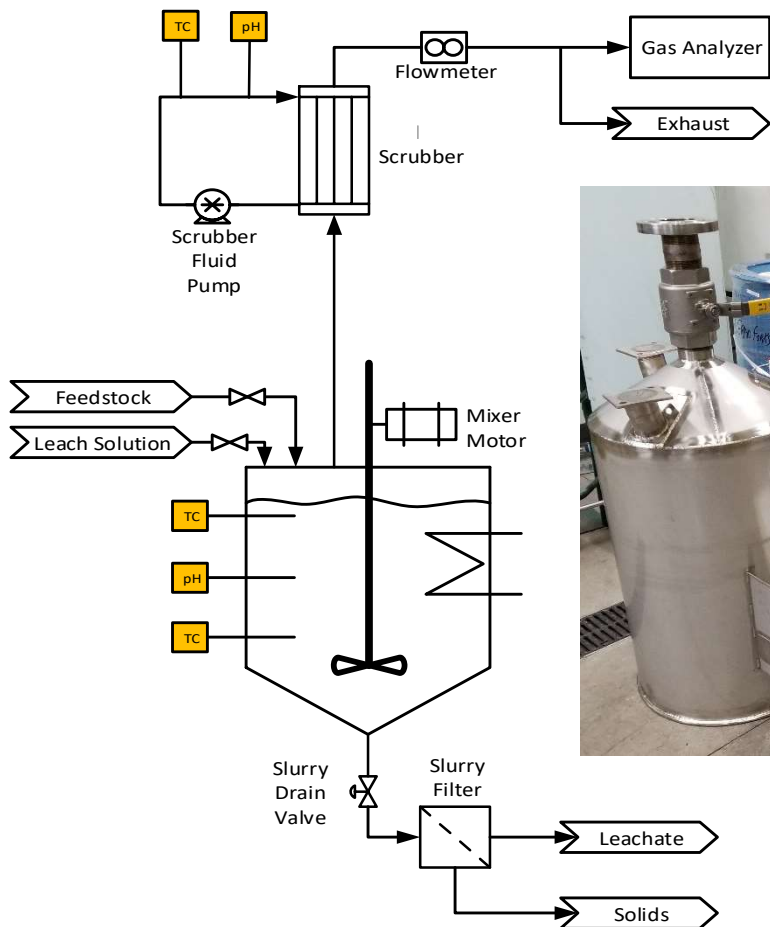 TC
pH
Gas Analyzer
Flowmeter
Exhaust
Scrubber
Scrubber
Fluid
Pump
Feedstock
Mixer
Motor
Leach Solution
TC
pH
TC
Slurry
Drain
Valve
Slurry
Filter
Leachate
Solids